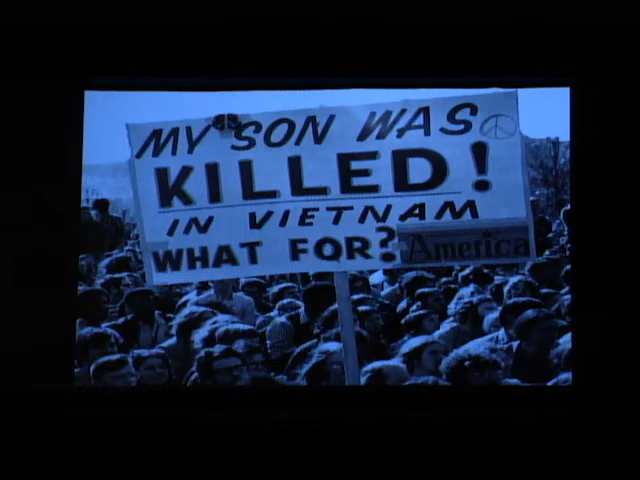 MY SON WAS
KILLED!
IN VIETNAM
WHAT FOR?
America